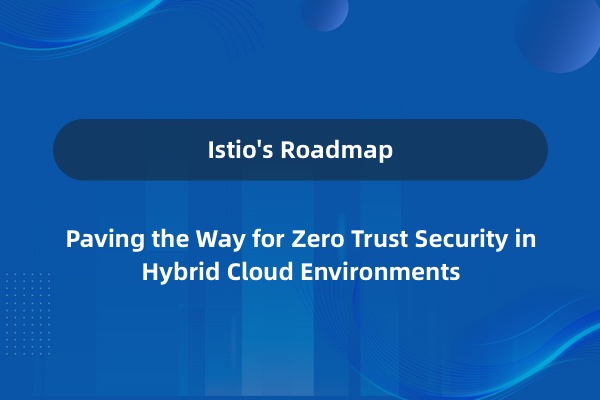 Istio's Roadmap
Paving the Way for Zero Trust Security in
Hybrid Cloud Environments